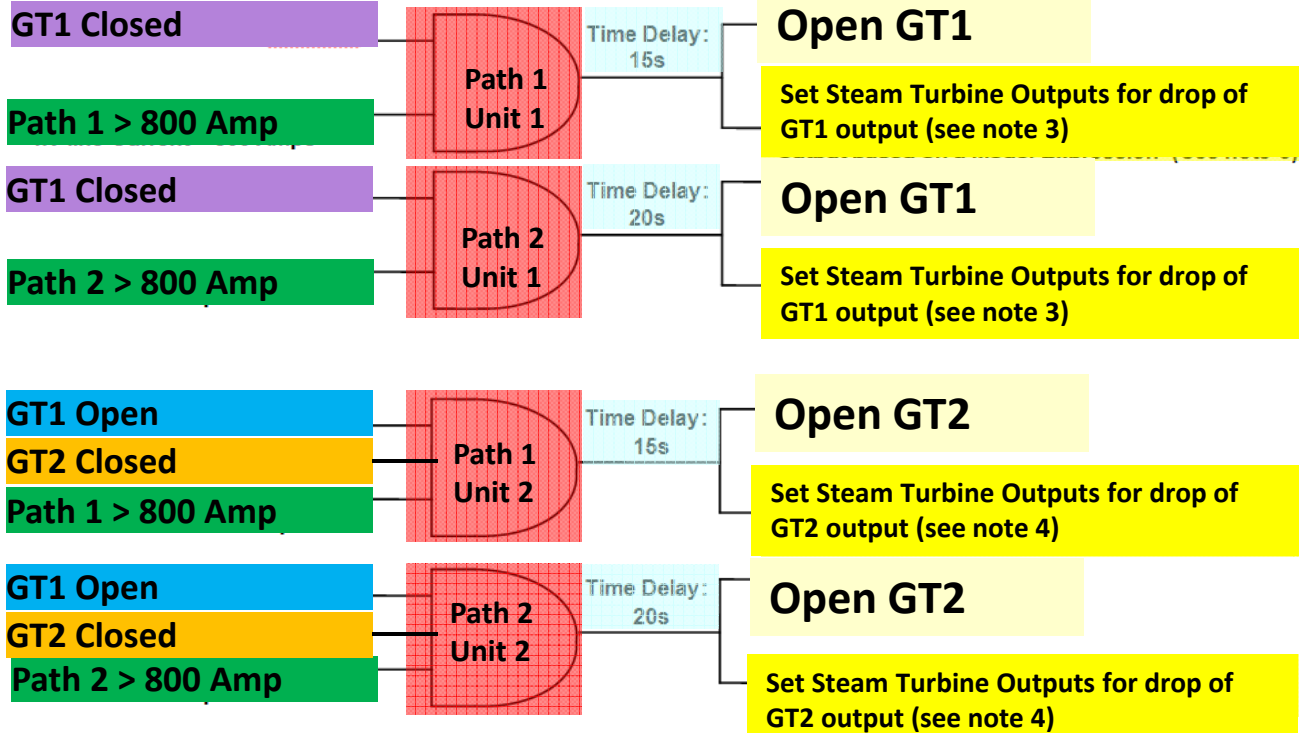 GT1 Closed
Path 1 > 800 Amp
Path 1
Unit 1
Time Delay:
15s
Open GT1
Set Steam Turbine Outputs for drop of
GT1 output (see note 3)
GT1 Closed
Path 2 > 800 Amp
Path 2
Unit 1
Time Delay:
20s
Open GT1
Set Steam Turbine Outputs for drop of
GT1 output (see note 3)
GT1 Open
GT2 Closed
Path 1 > 800 Amp
Path 1
Unit 2
Time Delay:
15s
Open GT2
Set Steam Turbine Outputs for drop of
GT2 output (see note 4)
GT1 Open
GT2 Closed
Path 2 > 800 Amp
Path 2
Unit 2
Time Delay:
20s
Open GT2
Set Steam Turbine Outputs for drop of
GT2 output (see note 4)